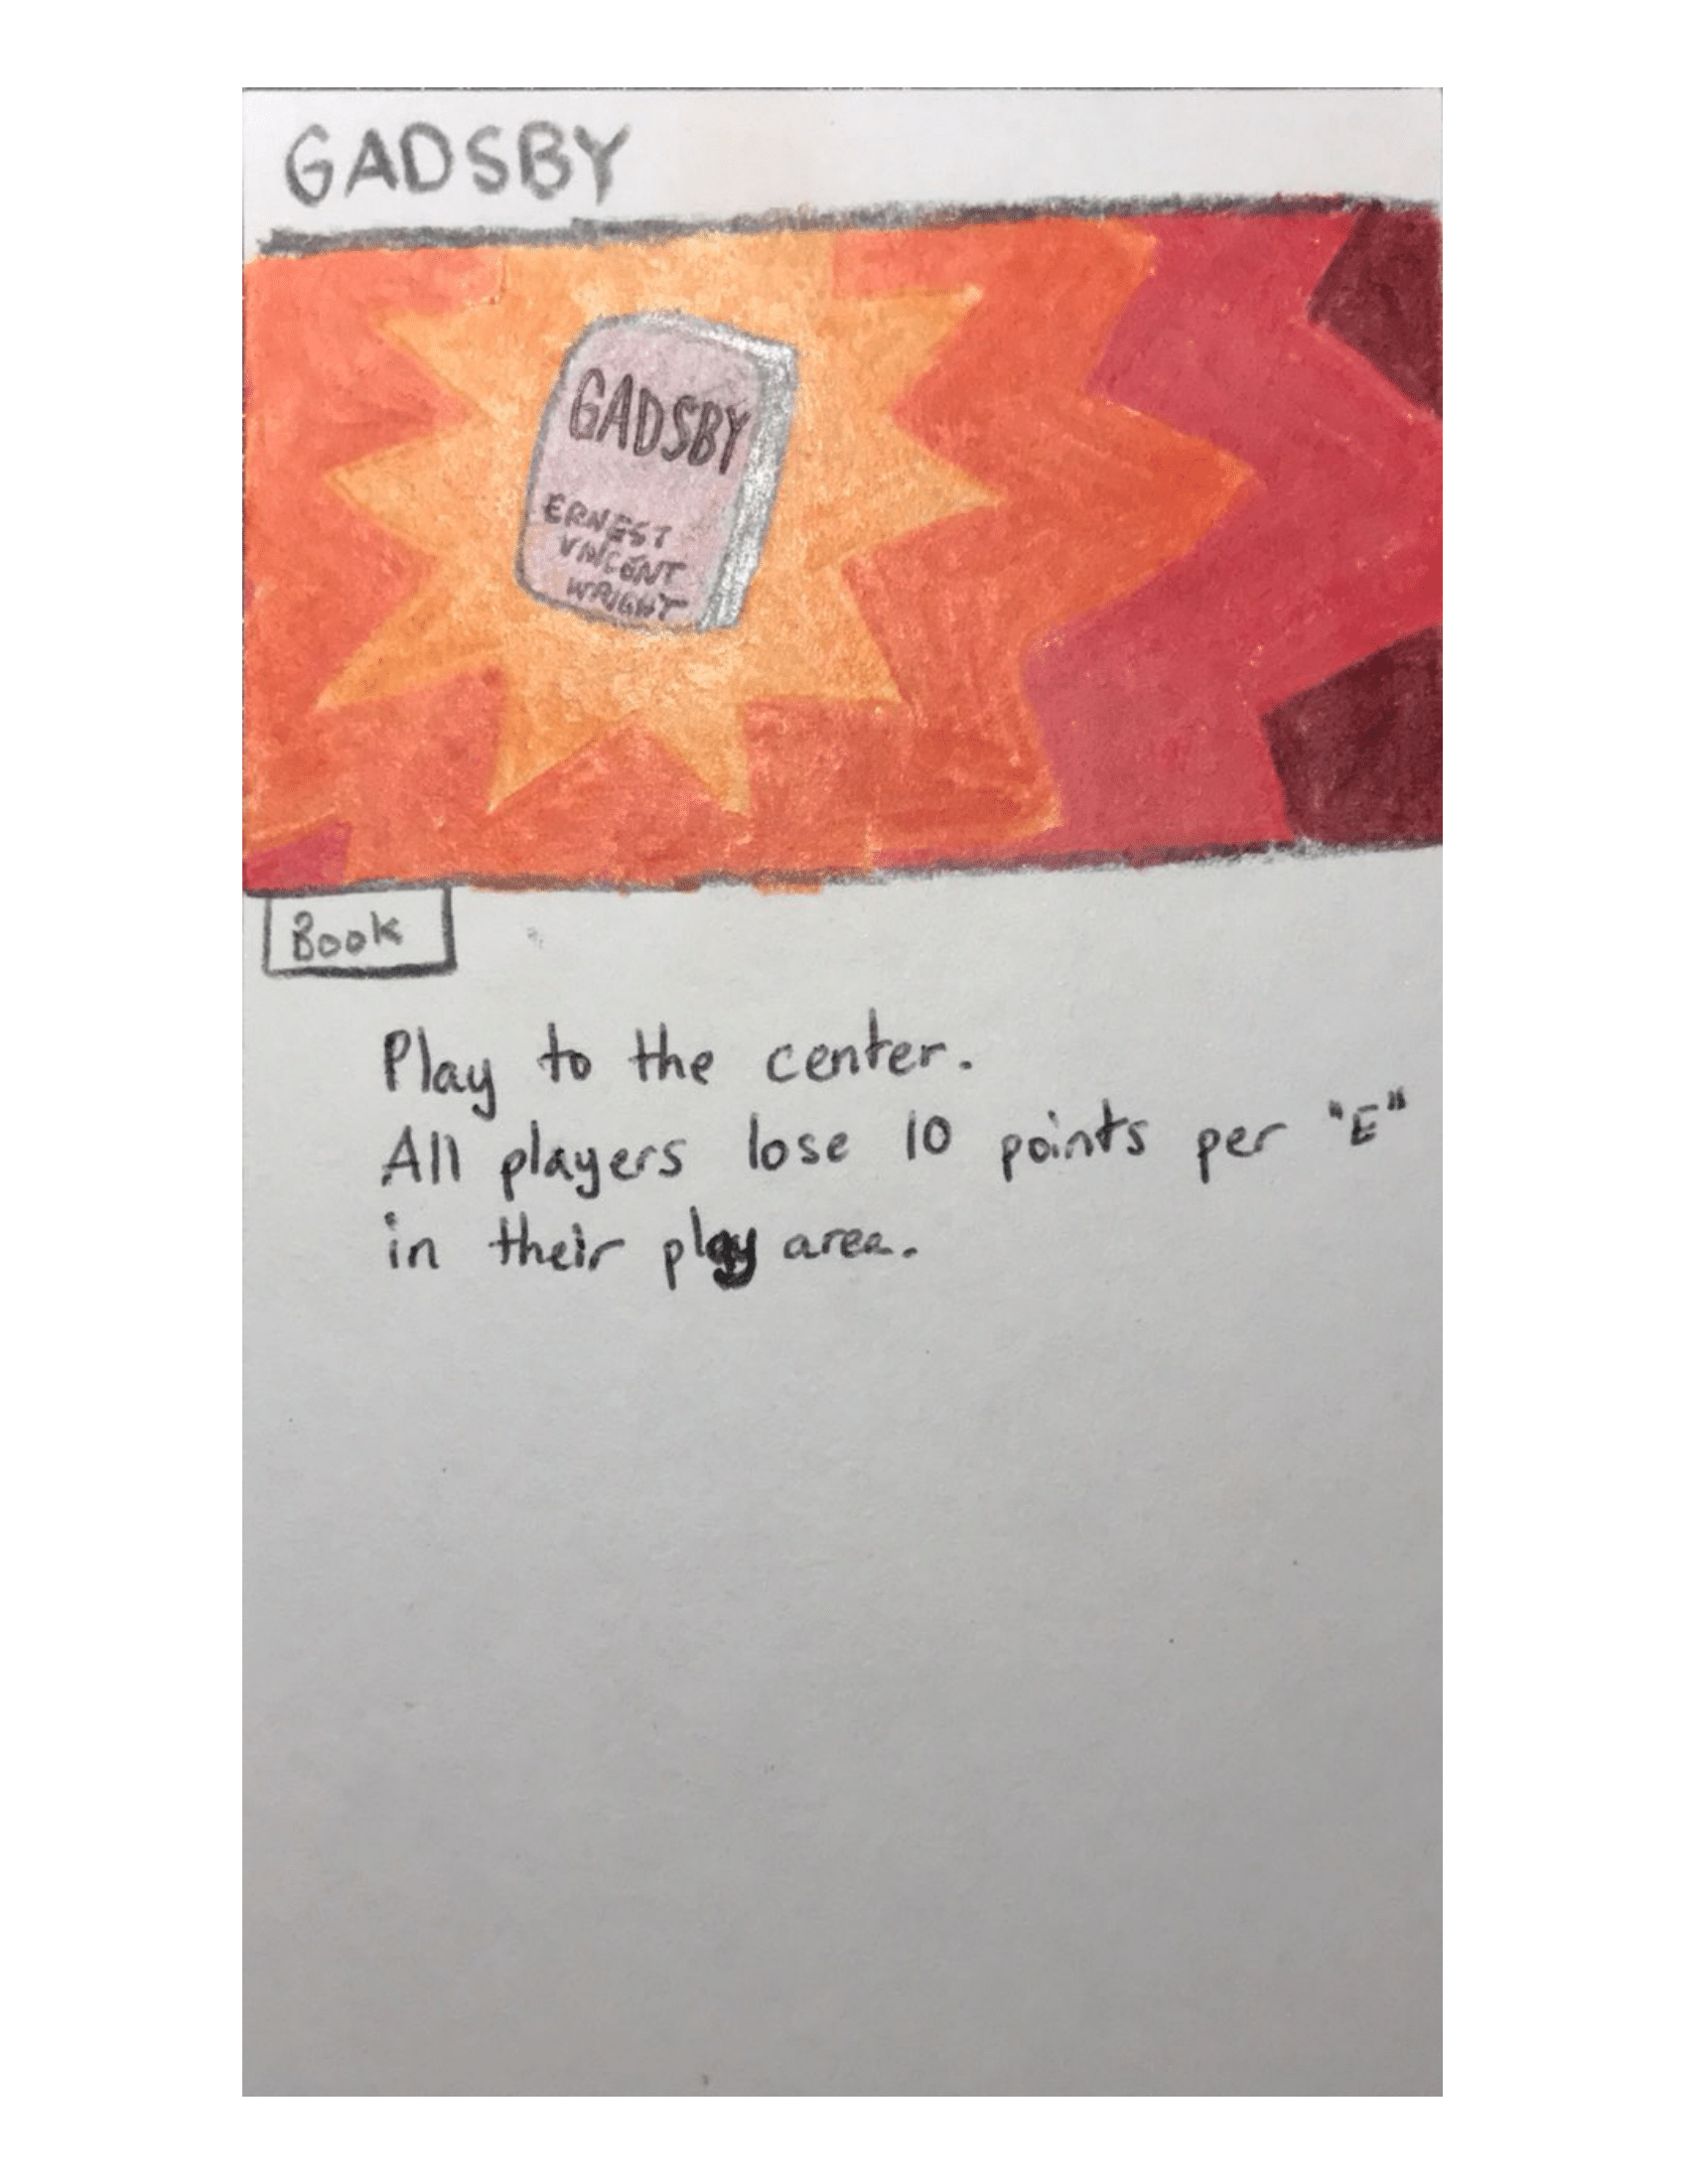 GADSBY
GADSBY
ERNEST
VINCENT
WRIGHT
Book
Play to the center.
All players lose 10 points per "E"
in their play area.